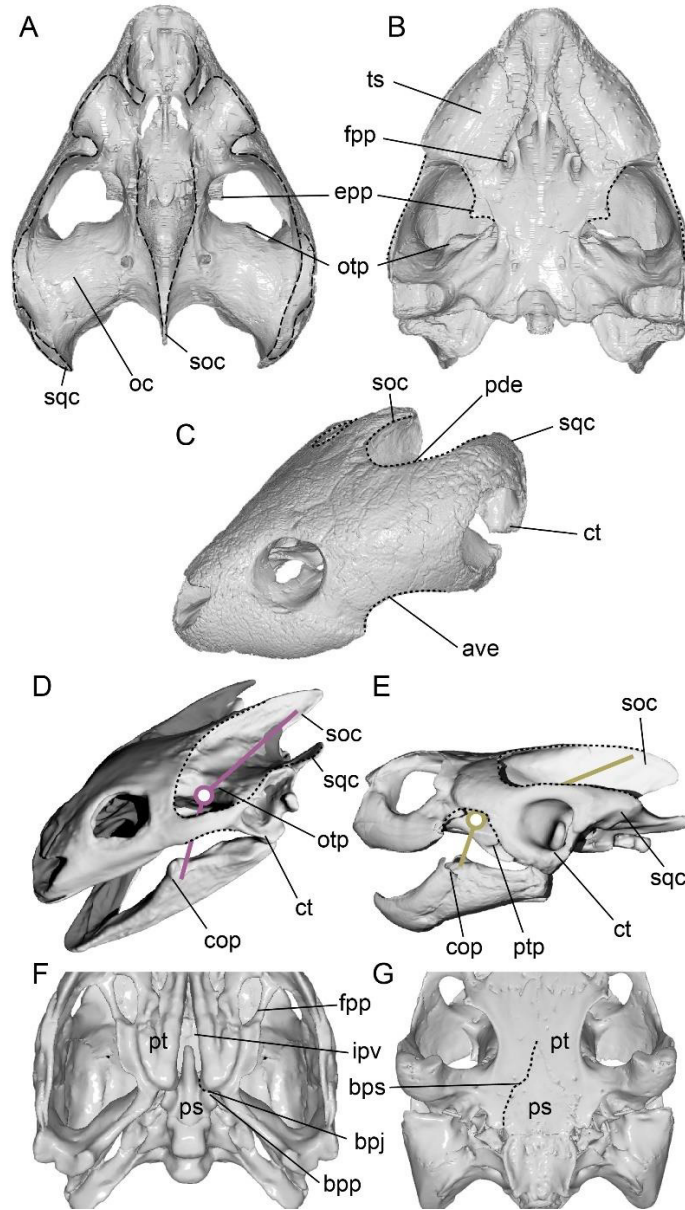 A
B
ts
fpp
epp
otp
soc
oc
sqc
C
soc
pde
sqc
ct
ave
D
E
soc
sqc
otp
ct
cop
soc
sqc
ct
ptp
cop
F
G
fpp
pt
ipv
ps
bpj
bpp
pt
bps
ps